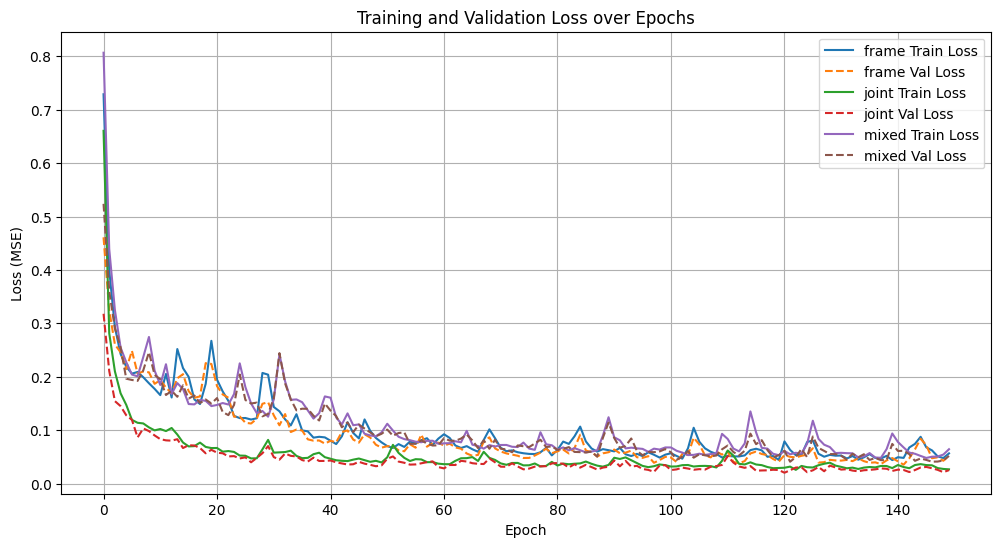 Training and Validation Loss over Epochs
frame Train Loss
frame Val Loss
joint Train Loss
joint Val Loss
mixed Train Loss
mixed Val Loss
Loss (MSE)
0.8
0.7
0.6
0.5
0.4
0.3
0.2
0.1
0.0
0 20 40 60 80 100 120 140
Epoch